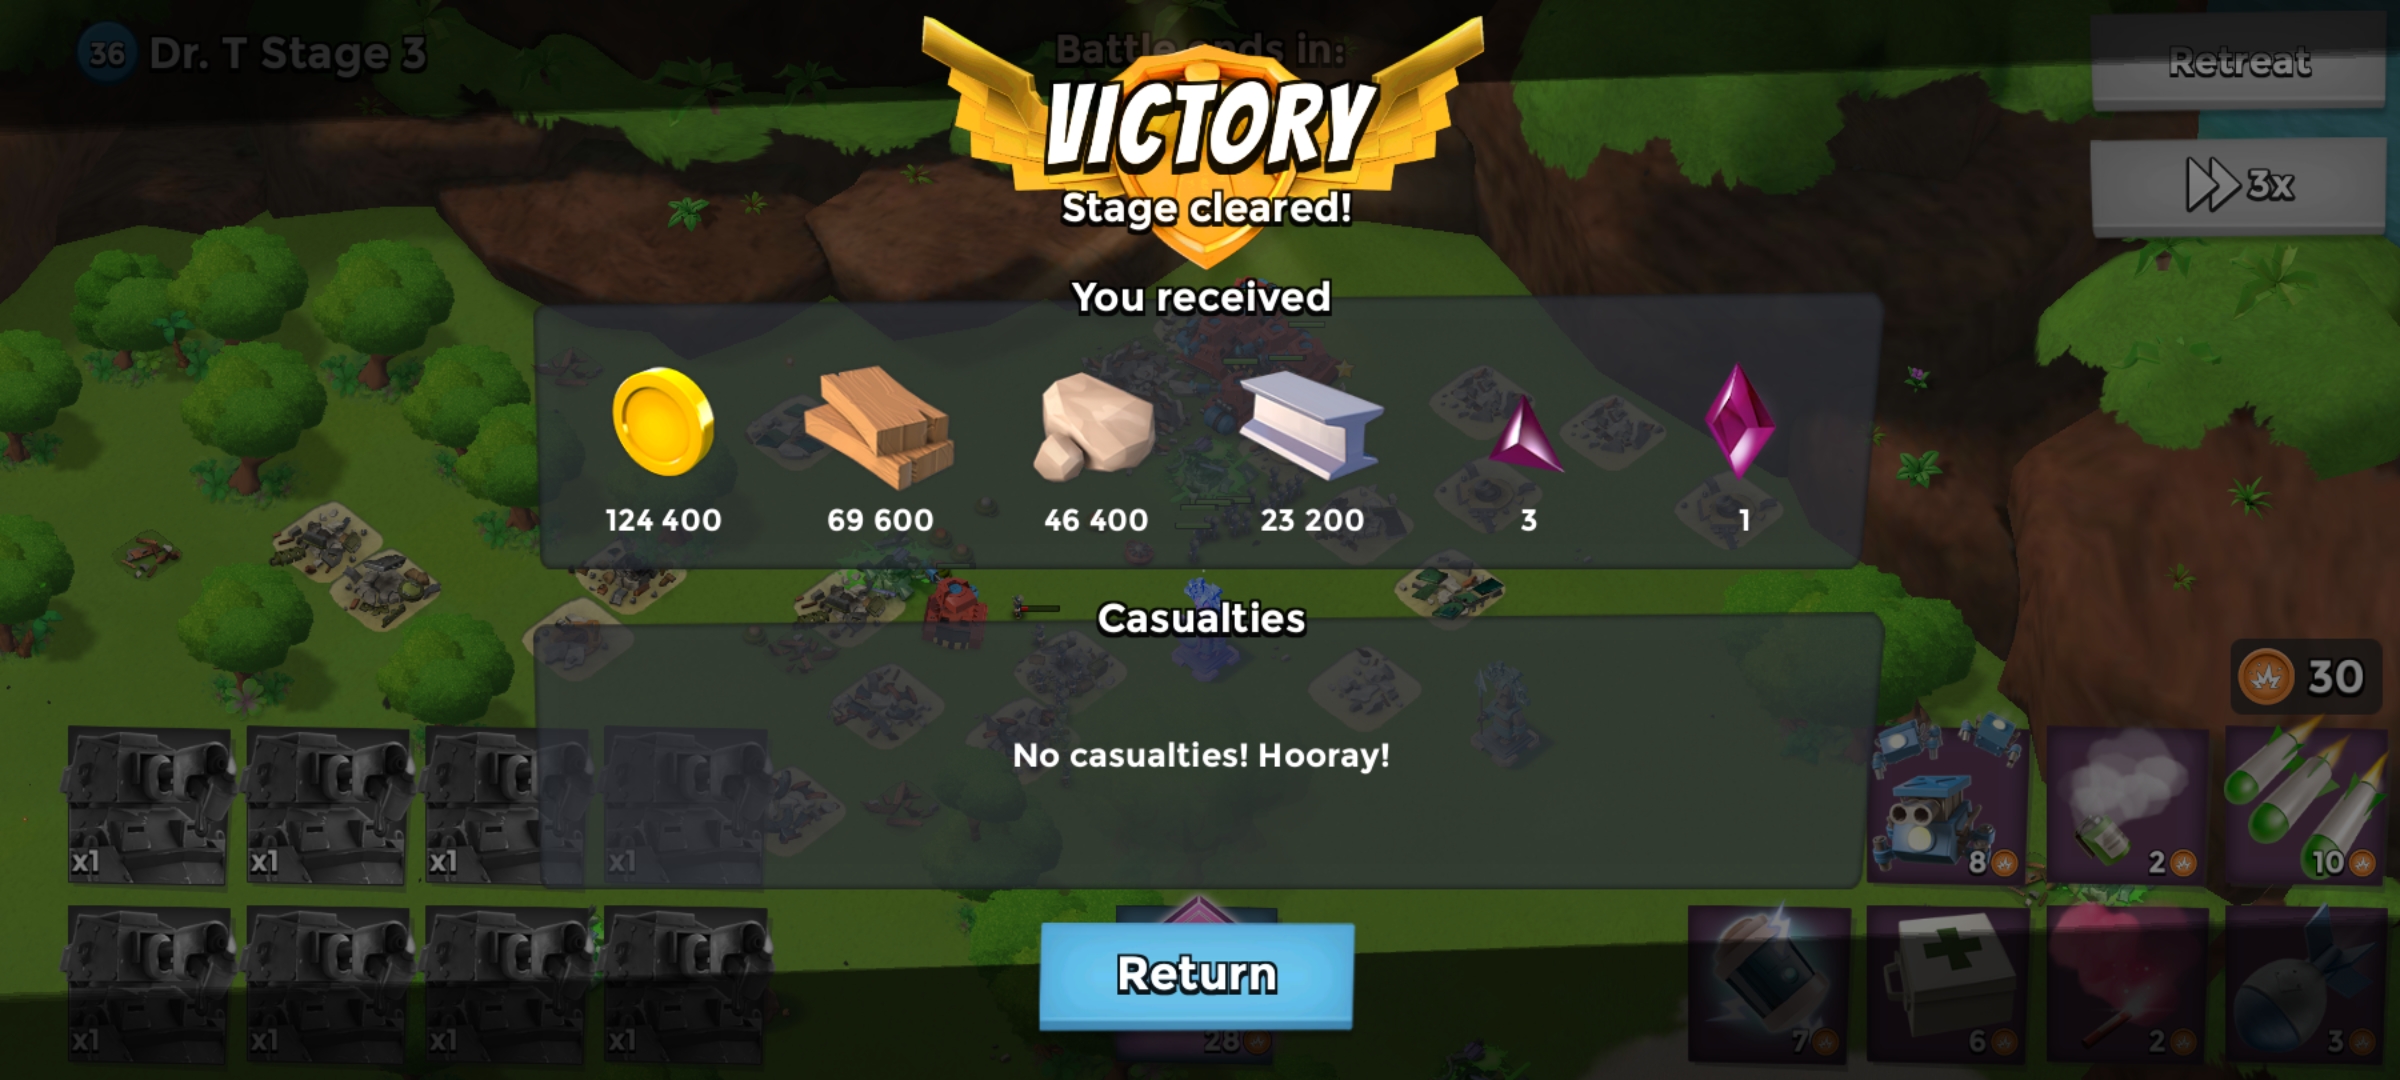 36 Dr. T Stage 3
Battle ends in:
Retreat
3x
VICTORY
Stage cleared!
You received
124 400
69 600
46 400
23 200
3
1
Casualties
No casualties! Hooray!
30
x1
x1
x1
x1
8
2
10
x1
x1
x1
x1
Return
28
7
6
2
3